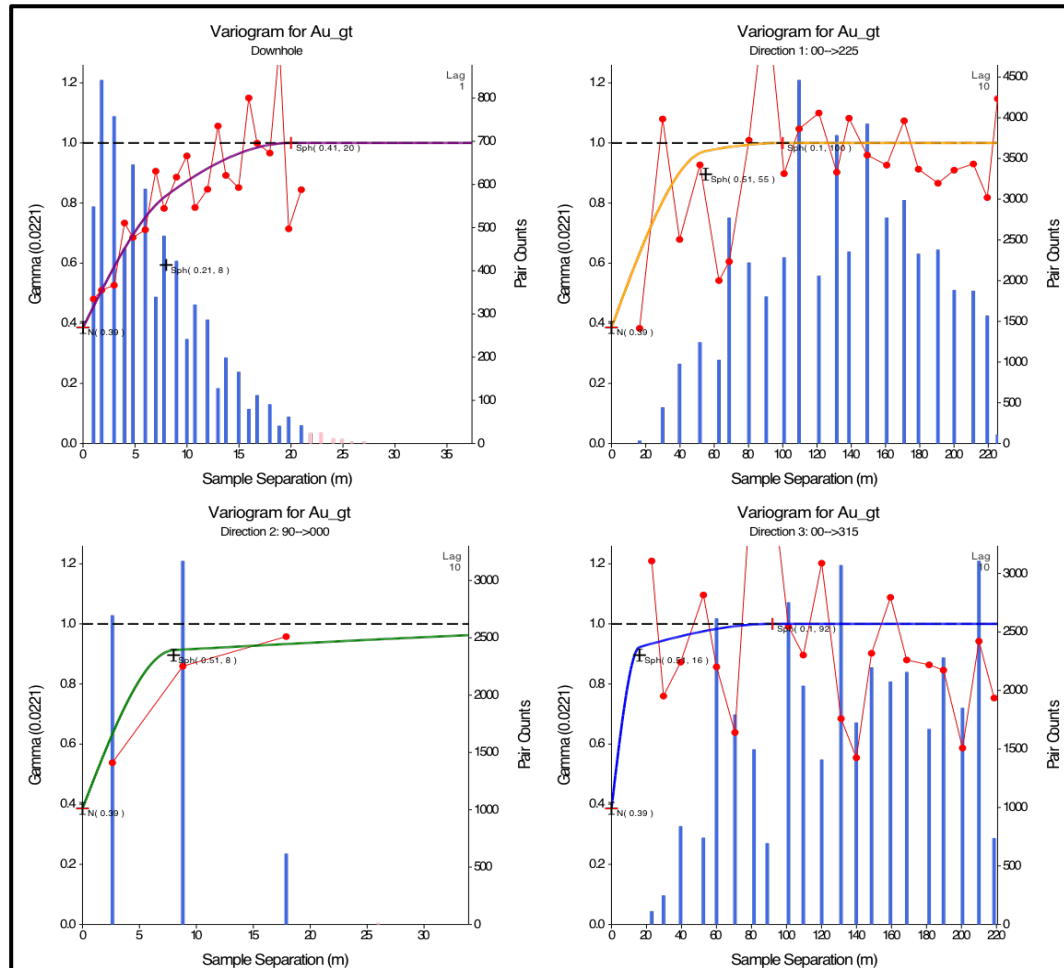 Variogram for Au_gt
Downhole
Lag
1
1.2
1.0
0.8
0.6
0.4
0.2
0.0
Gamma (0.0221)
800
700
600
500
400
300
200
100
0
Pair Counts
Sph( 0.41, 20 )
Sph( 0.21, 8 )
N( 0.39 )
0 5 10 15 20 25 30 35
Sample Separation (m)
Variogram for Au_gt
Direction 1: 00-->225
Lag
10
1.2
1.0
0.8
0.6
0.4
0.2
0.0
Gamma (0.0221)
4500
4000
3500
3000
2500
2000
1500
1000
500
0
Pair Counts
Sph( 0.1, 100 )
Sph( 0.51, 55 )
N( 0.39 )
0 20 40 60 80 100 120 140 160 180 200 220
Sample Separation (m)
Variogram for Au_gt
Direction 2: 90-->000
Lag
10
1.2
1.0
0.8
0.6
0.4
0.2
0.0
Gamma (0.0221)
3000
2500
2000
1500
1000
500
0
Pair Counts
Sph( 0.51, 8 )
N( 0.39 )
0 5 10 15 20 25 30
Sample Separation (m)
Variogram for Au_gt
Direction 3: 00-->315
Lag
10
1.2
1.0
0.8
0.6
0.4
0.2
0.0
Gamma (0.0221)
3000
2500
2000
1500
1000
500
0
Pair Counts
Sph( 0.1, 92 )
Sph( 0.51, 16 )
N( 0.39 )
0 20 40 60 80 100 120 140 160 180 200 220
Sample Separation (m)